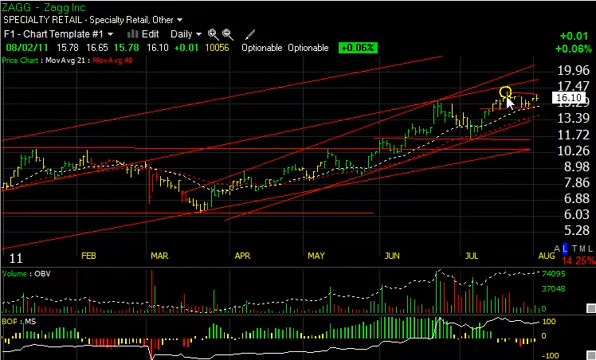 ZAGG - Zagg Inc
SPECIALTY RETAIL - Specialty Retail, Other
+0.01
F1 - Chart Template #1 Edit Daily
+0.06%
08/02/11 15.78 16.65 15.78 16.10 +0.01 10056 Optionable Optionable +0.06%
Price Chart : MovAvg 21 : MovAvg 40
19.96
17.47
16.10
13.39
11.72
10.26
8.98
7.86
6.88
6.03
5.28
A L T M L
11 FEB MAR APR MAY JUN JUL AUG
14.25%
Volume : OBV
74095
37048
0
BOP : MS
100
0
-100